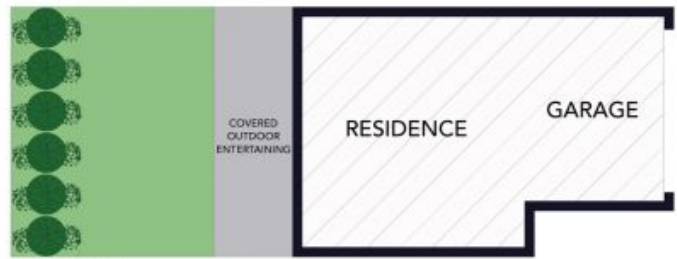 COVERED
OUTDOOR
ENTERTAINING
RESIDENCE
GARAGE